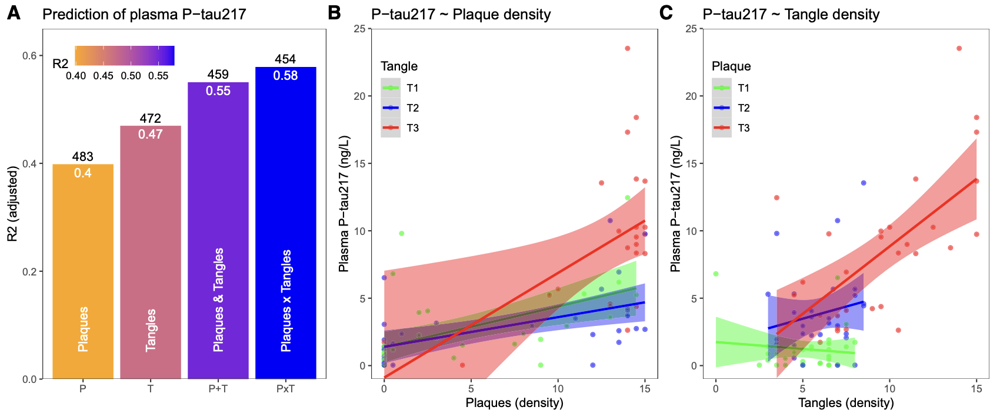 A Prediction of plasma P−tau217
R2
0.40 0.45 0.50 0.55
R2 (adjusted)
0.6
0.4
0.2
0.0
483
0.4
472
0.47
459
0.55
454
0.58
Plaques
Tangles
Plaques & Tangles
Plaques x Tangles
P T P+T PxT
B P−tau217 ~ Plaque density
Tangle
T1
T2
T3
Plasma P−tau217 (ng/L)
25
20
15
10
5
0
0 5 10 15
Plaques (density)
C P−tau217 ~ Tangle density
Plaque
T1
T2
T3
Plasma P−tau217 (ng/L)
25
20
15
10
5
0
0 5 10 15
Tangles (density)